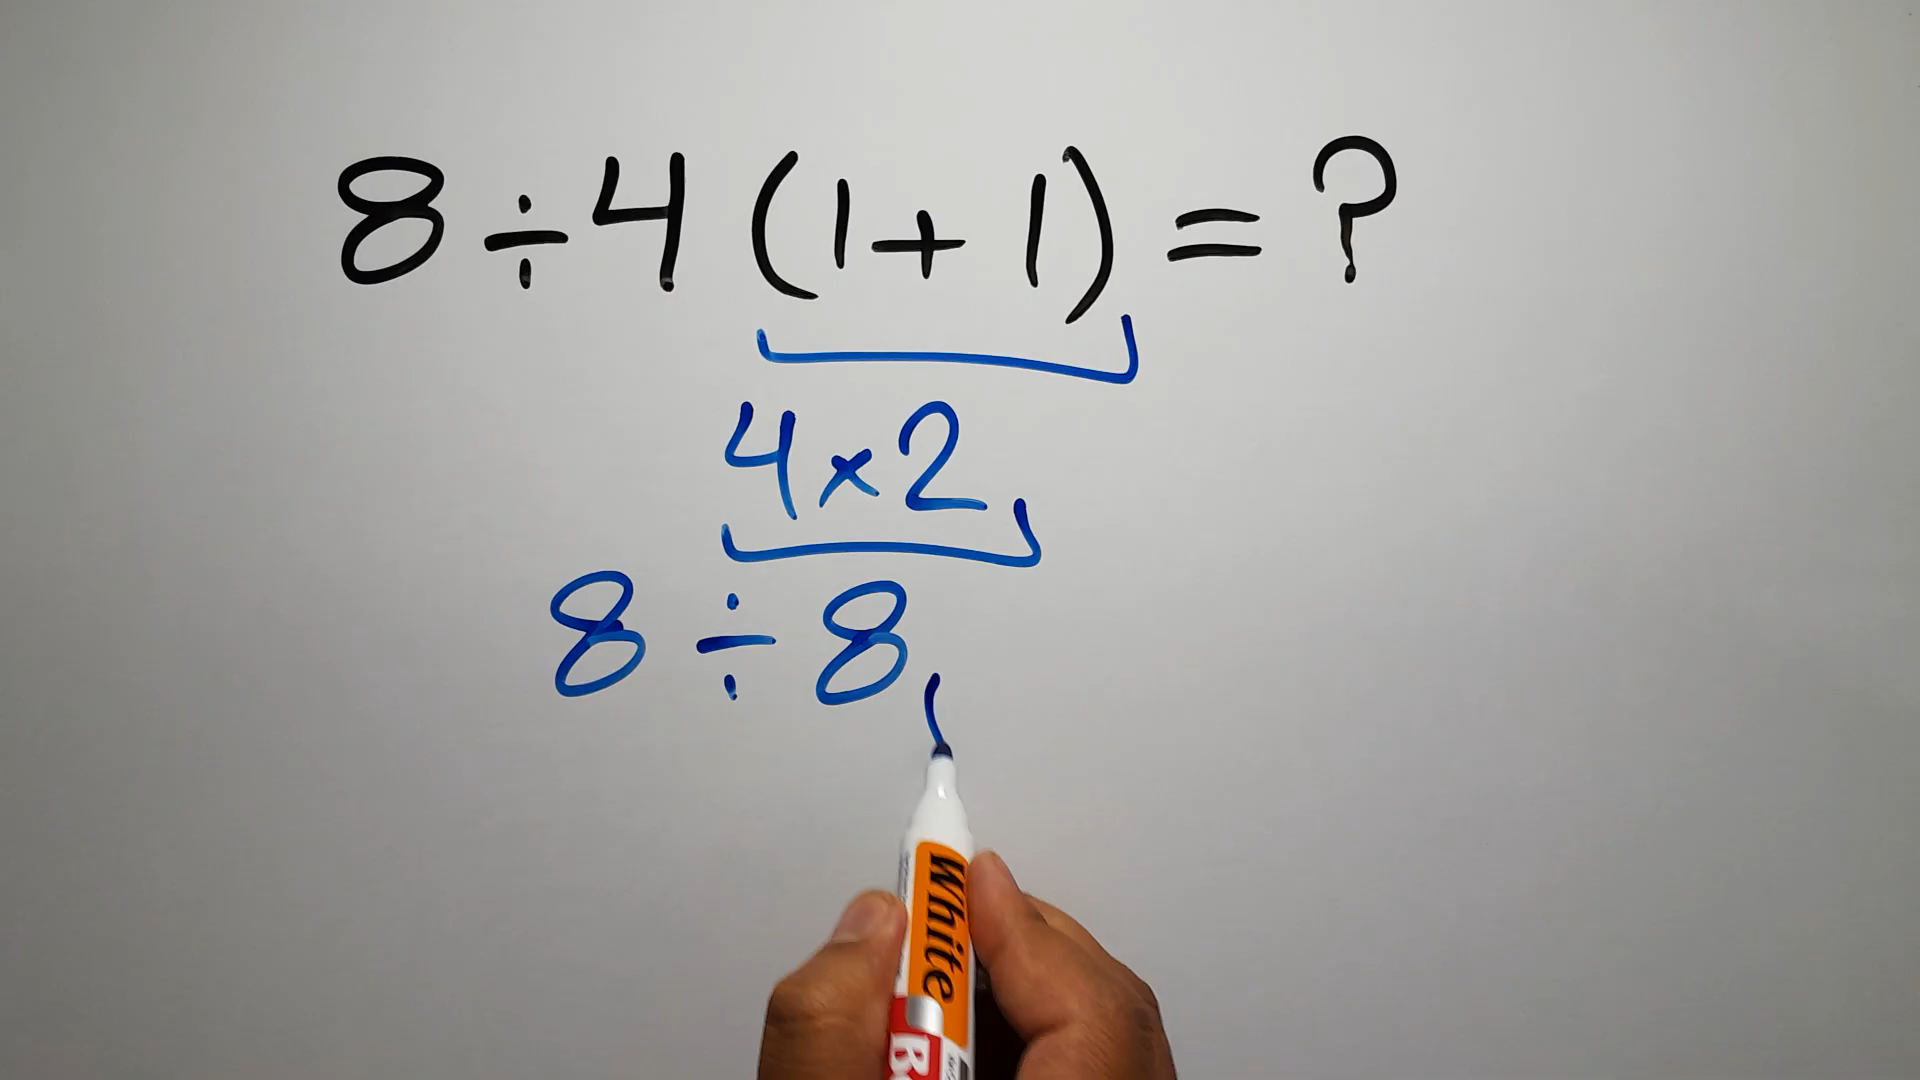 8 ÷ 4 (1 + 1) = ?
4 × 2
8 ÷ 8
White